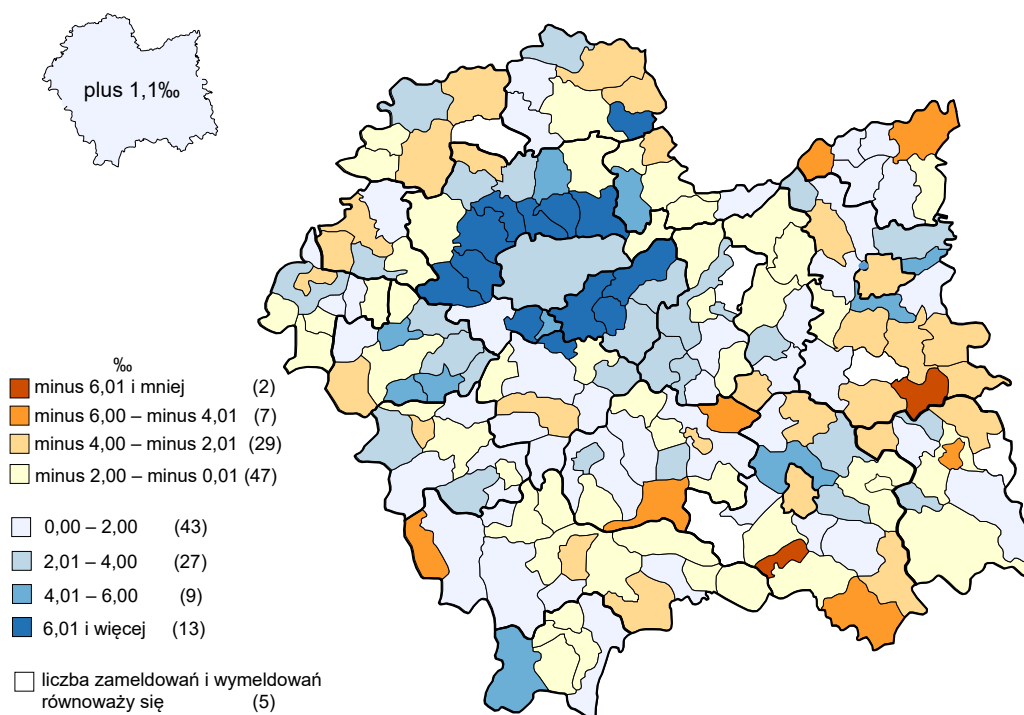 plus 1,1‰
‰
minus 6,01 i mniej (2)
minus 6,00 – minus 4,01 (7)
minus 4,00 – minus 2,01 (29)
minus 2,00 – minus 0,01 (47)
0,00 – 2,00 (43)
2,01 – 4,00 (27)
4,01 – 6,00 (9)
6,01 i więcej (13)
liczba zameldowań i wymeldowań
równoważy się (5)